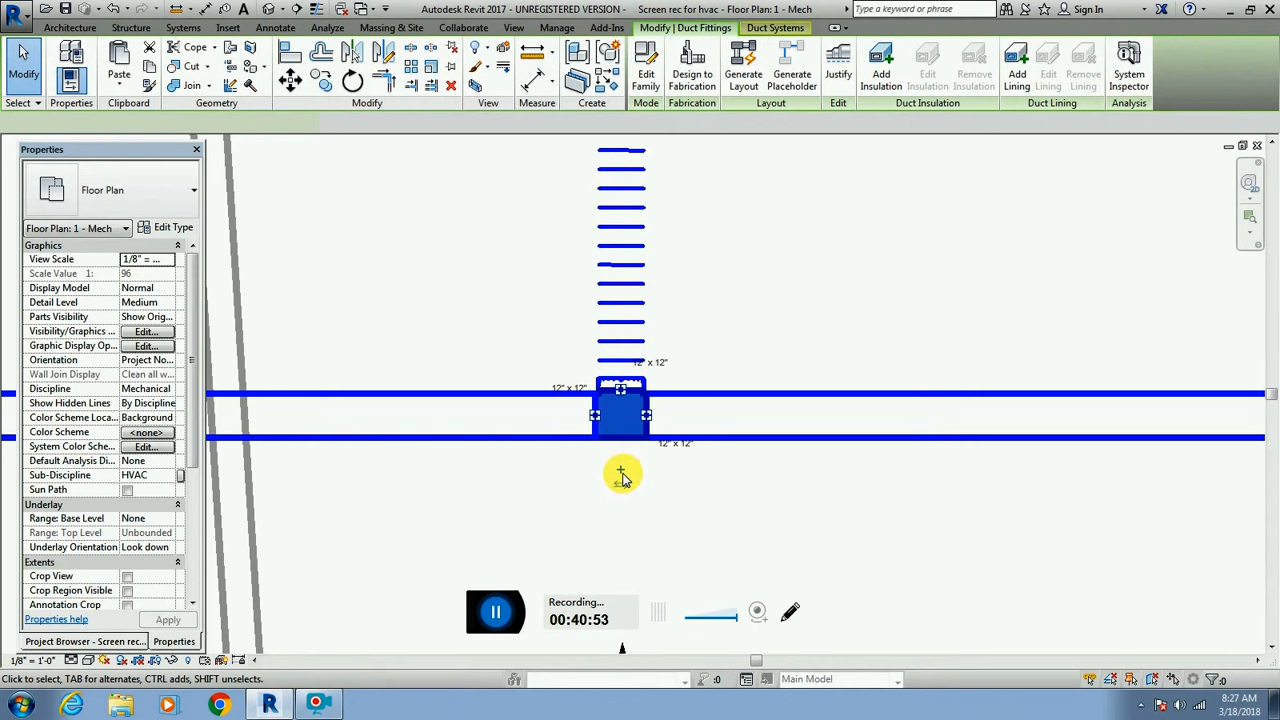 Autodesk Revit 2017 - UNREGISTERED VERSION - Screen rec for hvac - Floor Plan: 1 - Mech
Type a keyword or phrase
Sign In
Architecture Structure Systems Insert Annotate Analyze Massing & Site Collaborate View Manage Add-Ins Modify | Duct Fittings Duct Systems
Modify
Paste
Cope
Cut
Join
Edit Family
Design to Fabrication
Generate Layout
Generate Placeholder
Justify
Add Insulation
Edit Insulation
Remove Insulation
Add Lining
Edit Lining
Remove Lining
System Inspector
Select Properties Clipboard Geometry Modify View Measure Create Mode Fabrication Layout Edit Duct Insulation Duct Lining Analysis
Properties
Floor Plan
Floor Plan: 1 - Mech Edit Type
Graphics
View Scale 1/8" = ...
Scale Value 1: 96
Display Model Normal
Detail Level Medium
Parts Visibility Show Orig...
Visibility/Graphics ... Edit...
Graphic Display Op... Edit...
Orientation Project No...
Wall Join Display Clean all w...
Discipline Mechanical
Show Hidden Lines By Discipline
Color Scheme Loca... Background
Color Scheme <none>
System Color Sche... Edit...
Default Analysis Di... None
Sub-Discipline HVAC
Sun Path
Underlay
Range: Base Level None
Range: Top Level Unbounded
Underlay Orientation Look down
Extents
Crop View
Crop Region Visible
Annotation Crop
Properties help Apply
Project Browser - Screen rec... Properties
12" x 12"
12" x 12"
12" x 12"
2D
Recording...
00:40:53
1/8" = 1'-0"
Click to select, TAB for alternates, CTRL adds, SHIFT unselects.
:0
Main Model
:0
8:27 AM
3/18/2018